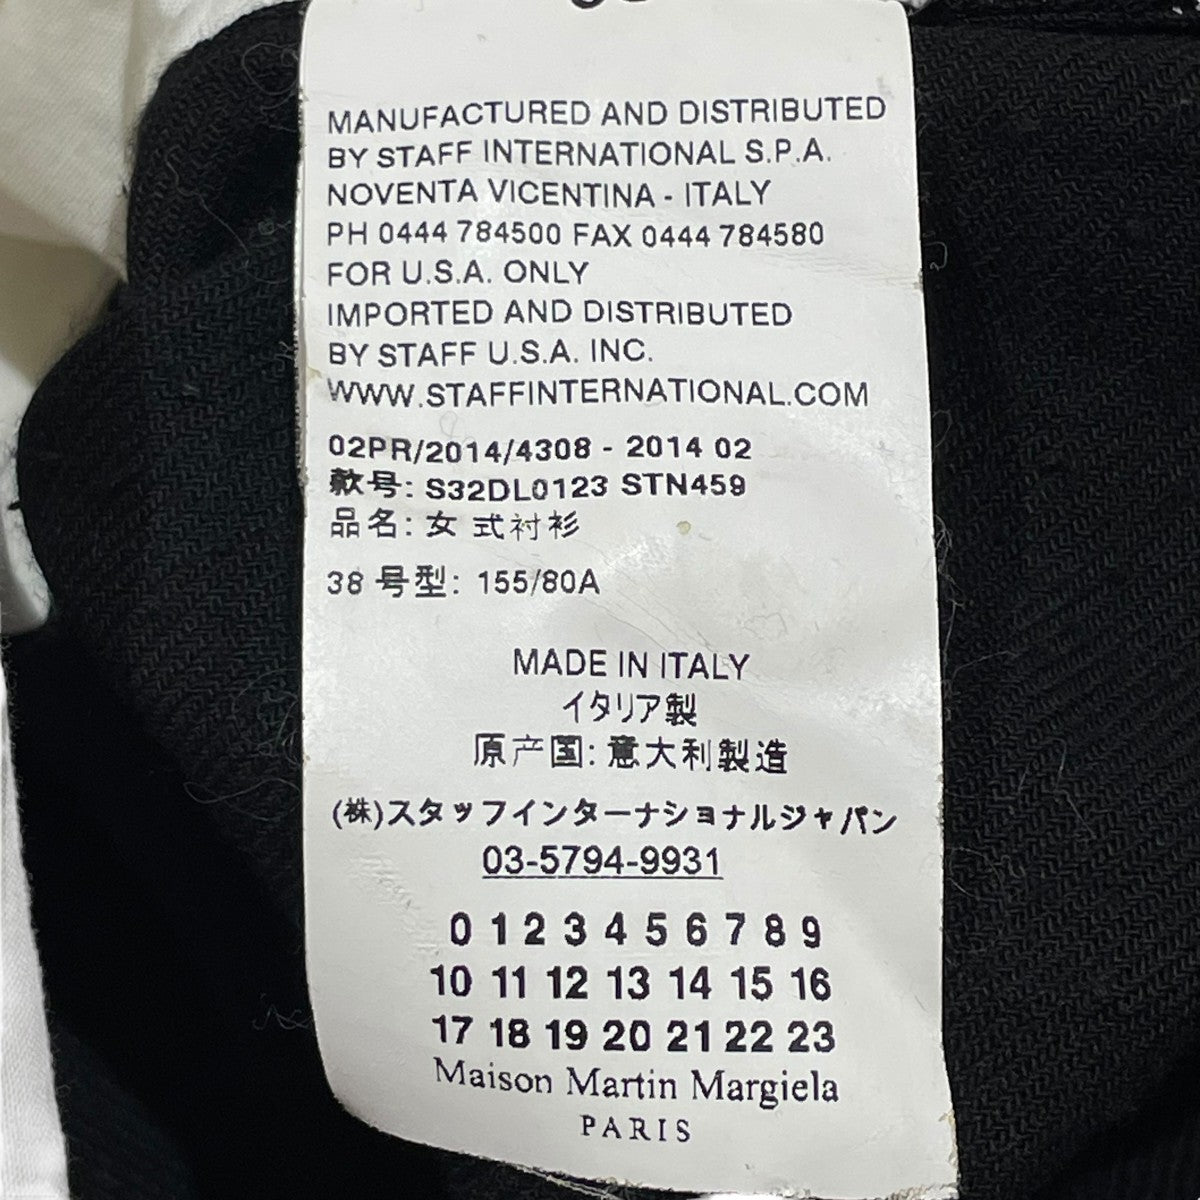 MANUFACTURED AND DISTRIBUTED
BY STAFF INTERNATIONAL S.P.A.
NOVENTA VICENTINA - ITALY
PH 0444 784500 FAX 0444 784580
FOR U.S.A. ONLY
IMPORTED AND DISTRIBUTED
BY STAFF U.S.A. INC.
WWW.STAFFINTERNATIONAL.COM
02PR/2014/4308 - 2014 02
款号: S32DL0123 STN459
品名: 女 式衬衫
38 号型: 155/80A
MADE IN ITALY
イタリア製
原产国: 意大利製造
(株)スタッフインターナショナルジャパン
03-5794-9931
0 1 2 3 4 5 6 7 8 9
10 11 12 13 14 15 16
17 18 19 20 21 22 23
Maison Martin Margiela
PARIS